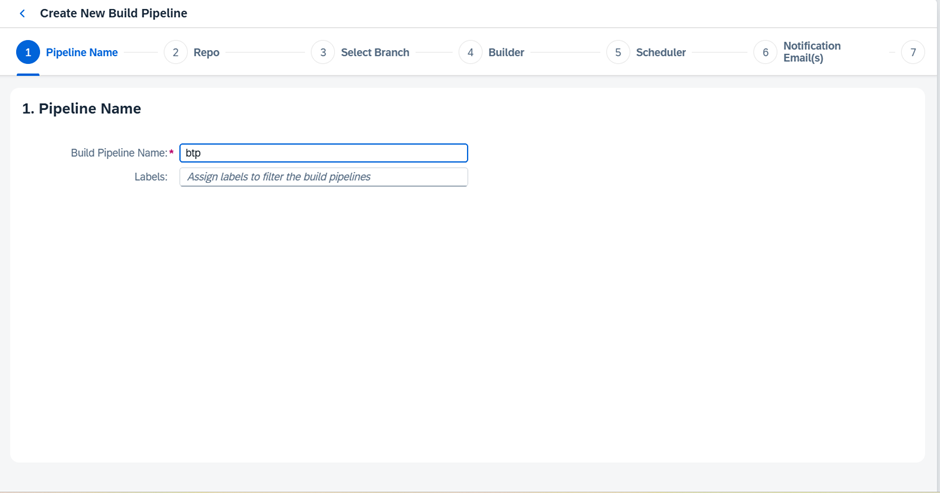 Create New Build Pipeline
1 Pipeline Name
2 Repo
3 Select Branch
4 Builder
5 Scheduler
6 Notification Email(s)
7
1. Pipeline Name
Build Pipeline Name:* btp
Labels: Assign labels to filter the build pipelines